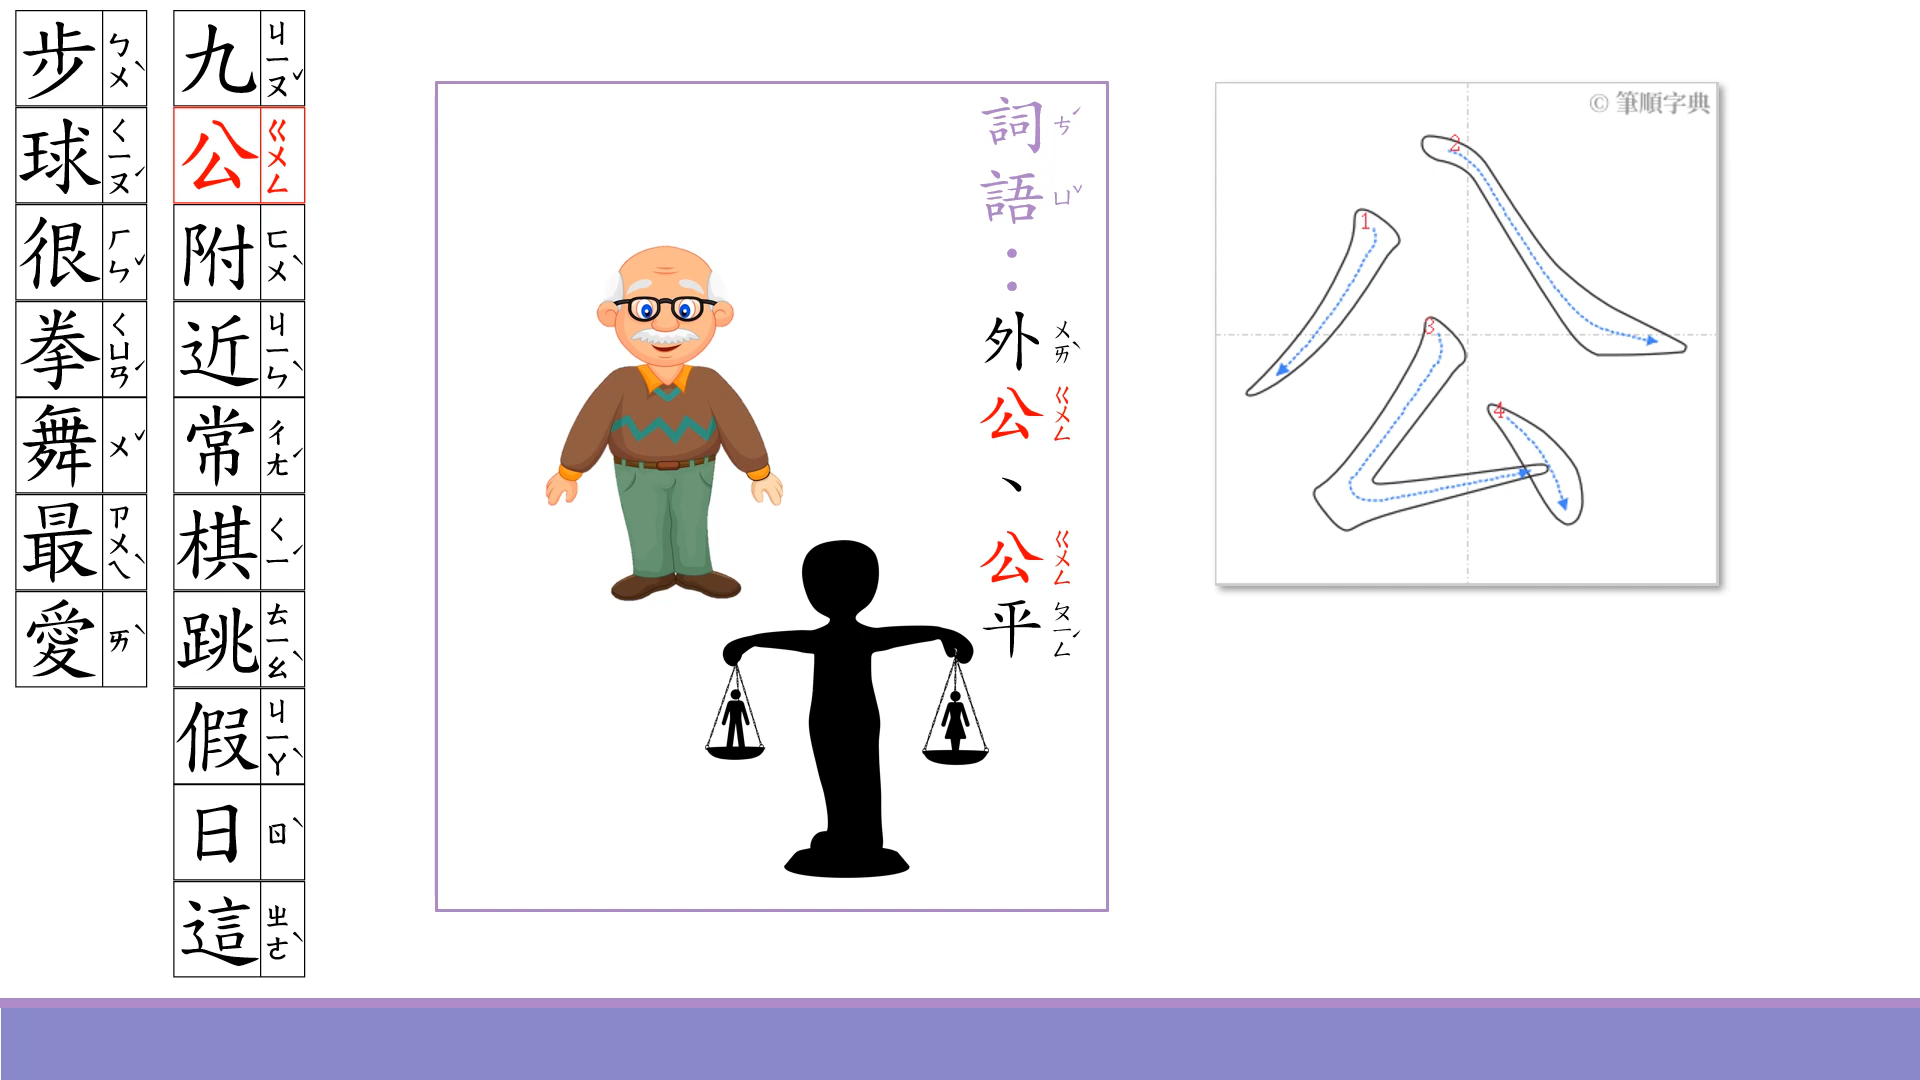 九 ㄐㄧㄡˇ
公 ㄍㄨㄥ
附 ㄈㄨˋ
近 ㄐㄧㄣˋ
常 ㄔㄤˊ
棋 ㄑㄧˊ
跳 ㄊㄧㄠˋ
假 ㄐㄧㄚˋ
日 ㄖˋ
這 ㄓㄜˋ
步 ㄅㄨˋ
球 ㄑㄧㄡˊ
很 ㄏㄣˇ
拳 ㄑㄩㄢˊ
舞 ㄨˇ
最 ㄗㄨㄟˋ
愛 ㄞˋ
詞語：外公、公平
ㄘˊ ㄩˇ ㄨㄞˋ ㄍㄨㄥ ㄍㄨㄥ ㄆㄧㄥˊ
© 筆順字典
1
2
3
4